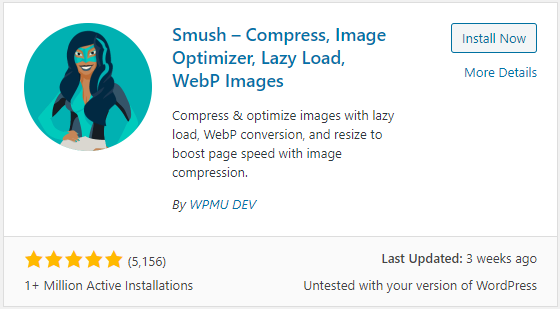 Smush – Compress, Image
Optimizer, Lazy Load,
WebP Images
Install Now
More Details
Compress & optimize images with lazy
load, WebP conversion, and resize to
boost page speed with image
compression.
By WPMU DEV
(5,156)
1+ Million Active Installations
Last Updated: 3 weeks ago
Untested with your version of WordPress